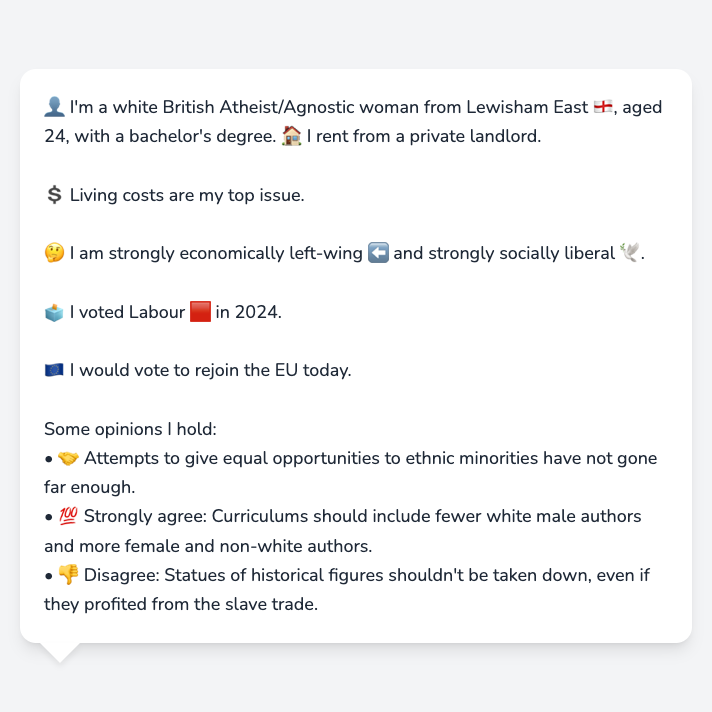 👤 I'm a white British Atheist/Agnostic woman from Lewisham East 🏴󠁧󠁢󠁥󠁮󠁧󠁿, aged
24, with a bachelor's degree. 🏠 I rent from a private landlord.
💲 Living costs are my top issue.
🤔 I am strongly economically left-wing ⬅️ and strongly socially liberal 🕊️.
🗳️ I voted Labour 🟥 in 2024.
🇪🇺 I would vote to rejoin the EU today.
Some opinions I hold:
• 🤝 Attempts to give equal opportunities to ethnic minorities have not gone
far enough.
• 💯 Strongly agree: Curriculums should include fewer white male authors
and more female and non-white authors.
• 👎 Disagree: Statues of historical figures shouldn't be taken down, even if
they profited from the slave trade.